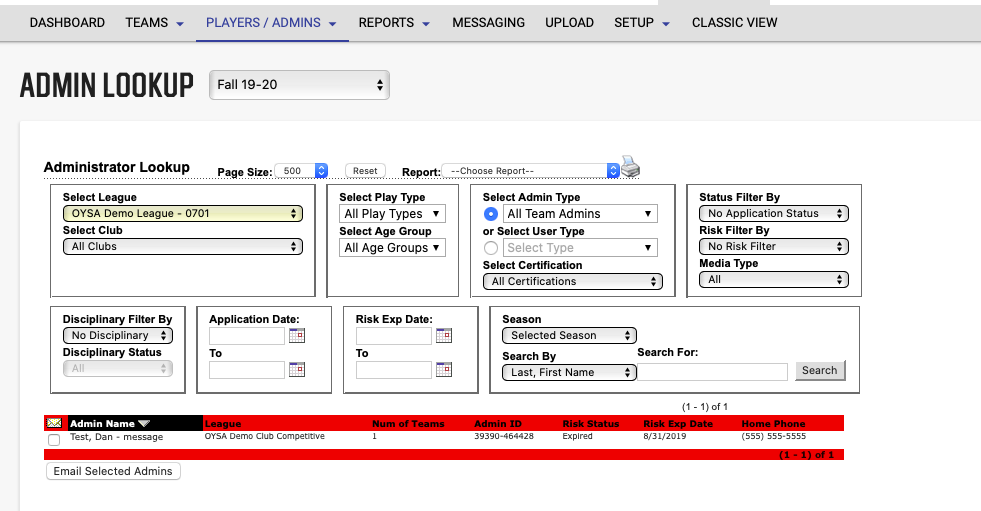 DASHBOARD TEAMS PLAYERS / ADMINS REPORTS MESSAGING UPLOAD SETUP CLASSIC VIEW
ADMIN LOOKUP Fall 19-20
Administrator Lookup Page Size: 500 Reset Report: --Choose Report--
Select League
OYSA Demo League - 0701
Select Club
All Clubs
Select Play Type
All Play Types
Select Age Group
All Age Groups
Select Admin Type
All Team Admins
or Select User Type
Select Type
Select Certification
All Certifications
Status Filter By
No Application Status
Risk Filter By
No Risk Filter
Media Type
All
Disciplinary Filter By
No Disciplinary
Disciplinary Status
All
Application Date:
To
Risk Exp Date:
To
Season
Selected Season
Search By
Last, First Name
Search For:
Search
(1 - 1) of 1
Admin Name League Num of Teams Admin ID Risk Status Risk Exp Date Home Phone
Test, Dan - message OYSA Demo Club Competitive 1 39390-464428 Expired 8/31/2019 (555) 555-5555
(1 - 1) of 1
Email Selected Admins